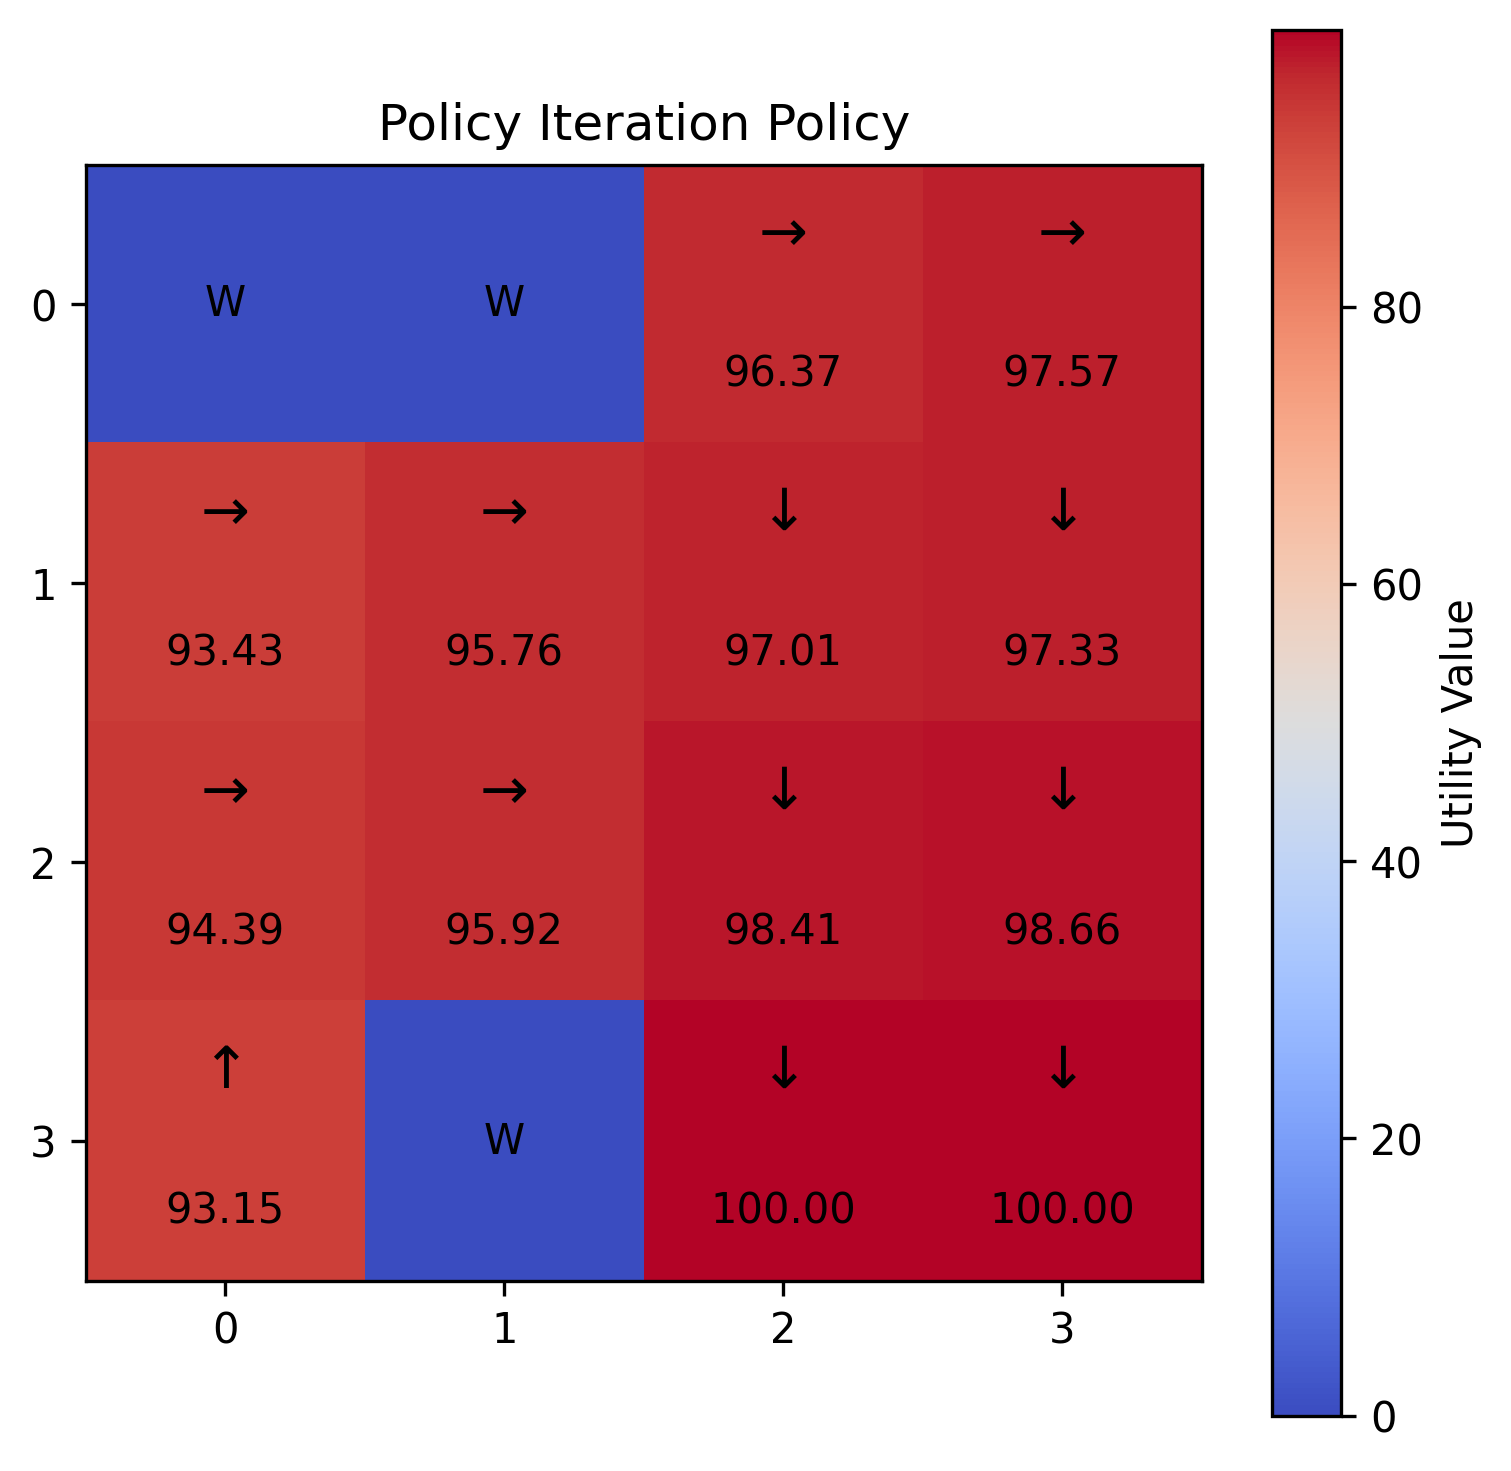 Policy Iteration Policy
0 W W → → 80
96.37 97.57
1 → → ↓ ↓ 60
93.43 95.76 97.01 97.33
Utility Value
2 → → ↓ ↓ 40
94.39 95.92 98.41 98.66
3 ↑ W ↓ ↓ 20
93.15 100.00 100.00
0 1 2 3
0